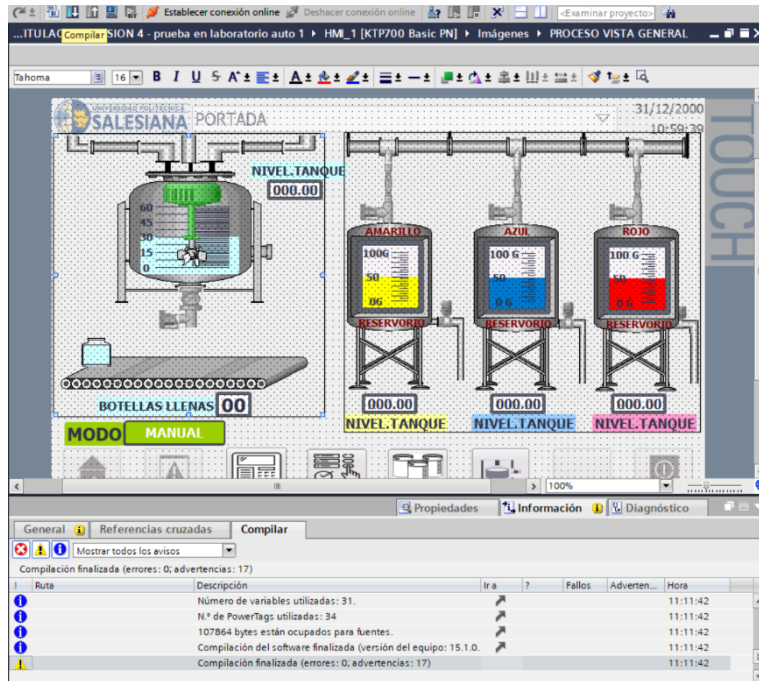 Establecer conexión online Deshacer conexión online <Examinar proyecto>
...TITULAC Compilar SION 4 - prueba en laboratorio auto 1 HMI_1 [KTP700 Basic PN] Imágenes PROCESO VISTA GENERAL
Tahoma 16 B I U S A A
UNIVERSIDAD POLITÉCNICA
SALESIANA PORTADA
31/12/2000
10:59:39
TOUCH
NIVEL.TANQUE
000.00
60
45
30
15
0
AMARILLO AZUL ROJO
100G 100 G 100 G
50 50 50
0G 0 G 0 G
RESERVORIO RESERVORIO RESERVORIO
000.00 000.00 000.00
NIVEL.TANQUE NIVEL.TANQUE NIVEL.TANQUE
BOTELLAS LLENAS 00
MODO MANUAL
100%
Propiedades Información Diagnóstico
General Referencias cruzadas Compilar
Mostrar todos los avisos
Compilación finalizada (errores: 0; advertencias: 17)
! Ruta Descripción Ir a ? Fallos Adverten... Hora
Número de variables utilizadas: 31. 11:11:42
N.º de PowerTags utilizadas: 34 11:11:42
107864 bytes están ocupados para fuentes. 11:11:42
Compilación del software finalizada (versión del equipo: 15.1.0. 11:11:42
Compilación finalizada (errores: 0; advertencias: 17) 11:11:42